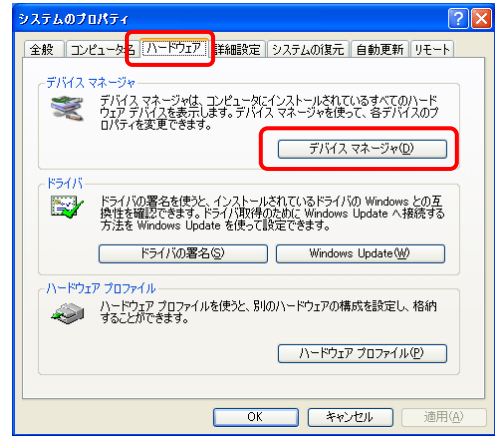 システムのプロパティ
全般 コンピュータ名 ハードウェア 詳細設定 システムの復元 自動更新 リモート
デバイス マネージャ
デバイス マネージャは、コンピュータにインストールされているすべてのハード
ウェア デバイスを表示します。デバイス マネージャを使って、各デバイスのプ
ロパティを変更できます。
デバイス マネージャ(D)
ドライバ
ドライバの署名を使うと、インストールされているドライバの Windows との互
換性を確認できます。ドライバ取得のために Windows Update へ接続する
方法を Windows Update を使って設定できます。
ドライバの署名(S) Windows Update(W)
ハードウェア プロファイル
ハードウェア プロファイルを使うと、別のハードウェアの構成を設定し、格納
することができます。
ハードウェア プロファイル(P)
OK キャンセル 適用(A)